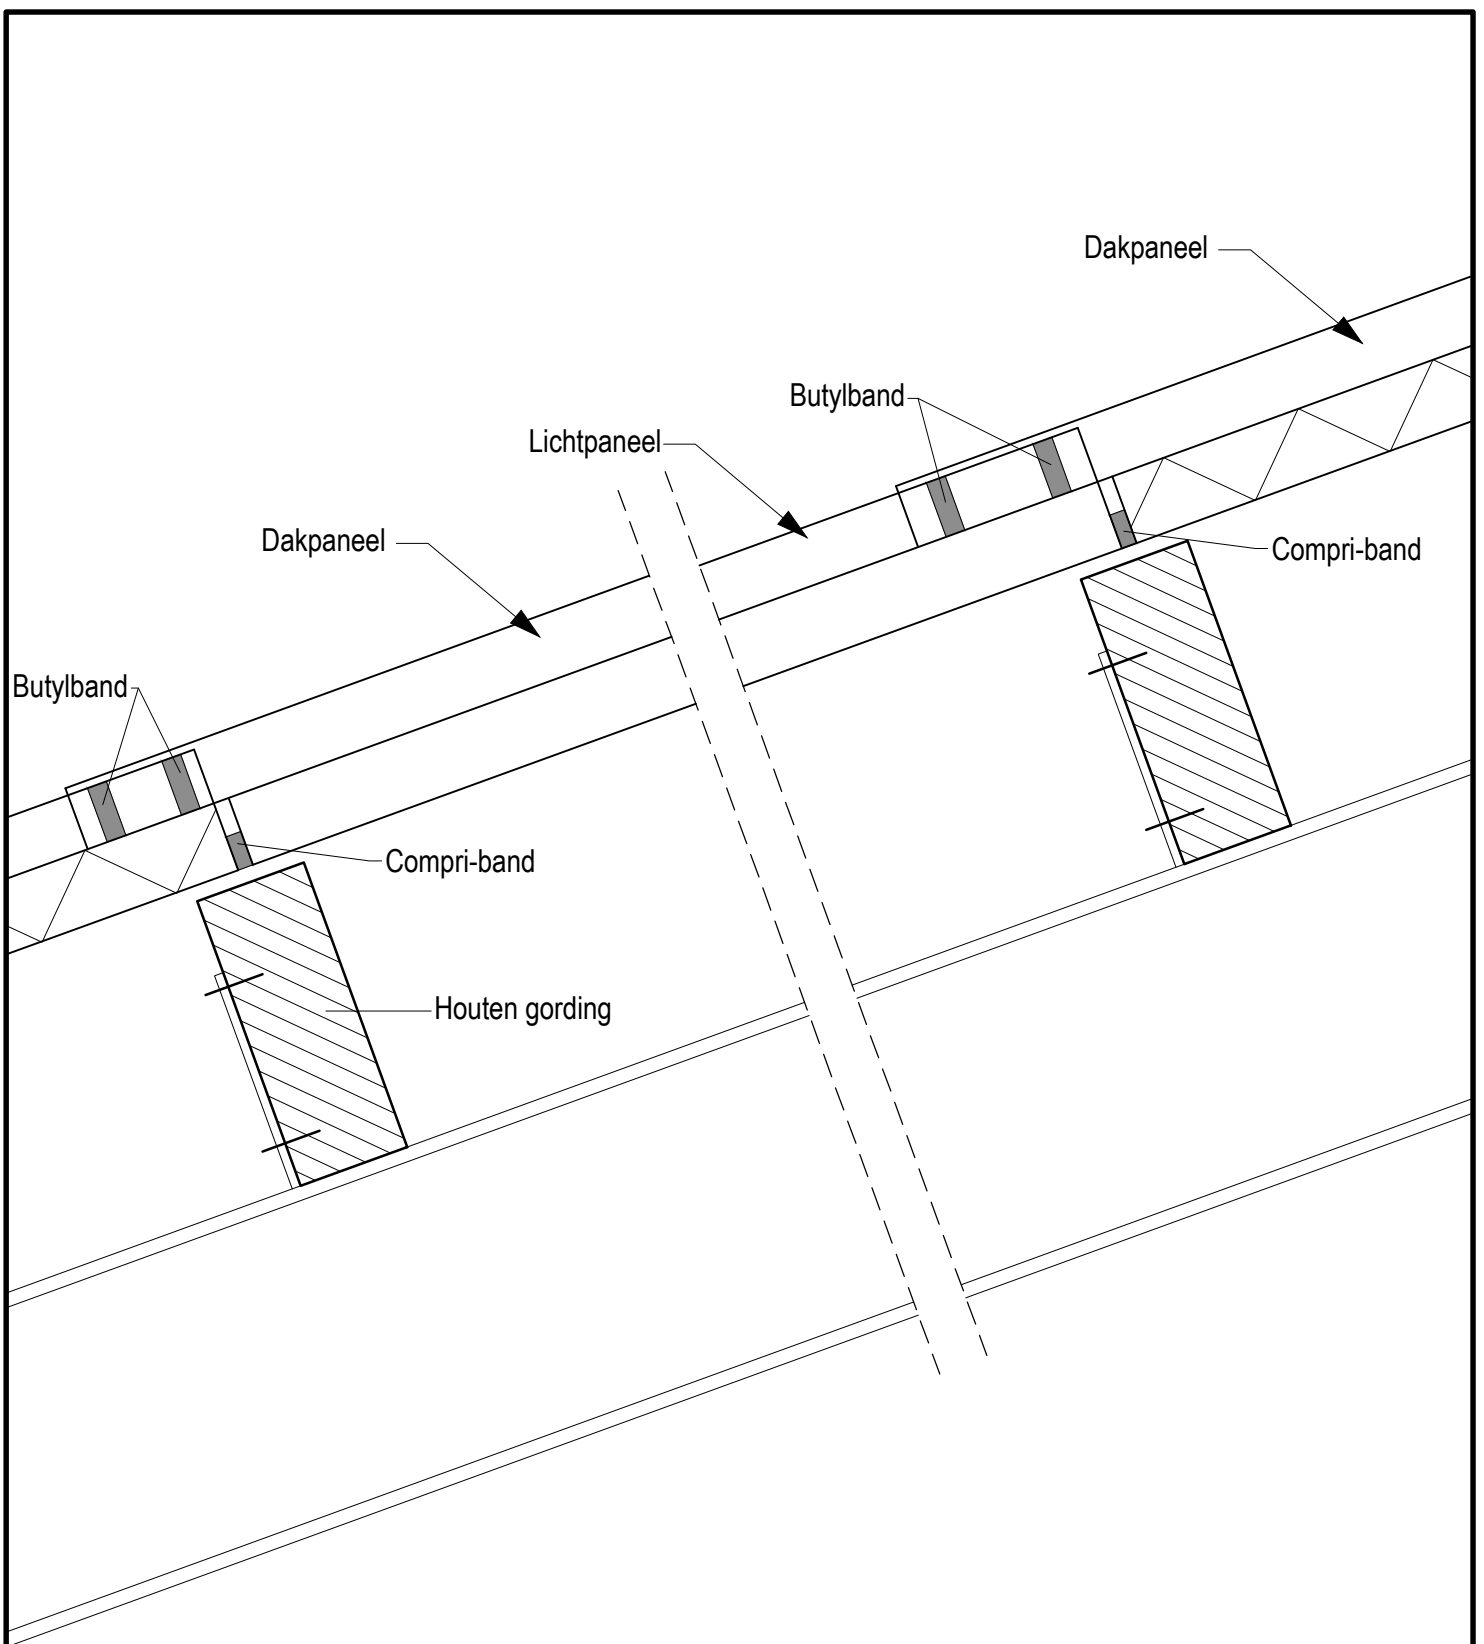 Dakpaneel
Butylband
Lichtpaneel
Dakpaneel
Compri-band
Butylband
Compri-band
Houten gording